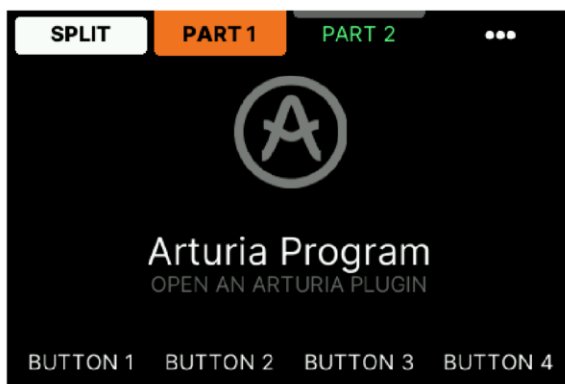 SPLIT PART 1 PART 2 •••
Arturia Program
OPEN AN ARTURIA PLUGIN
BUTTON 1 BUTTON 2 BUTTON 3 BUTTON 4